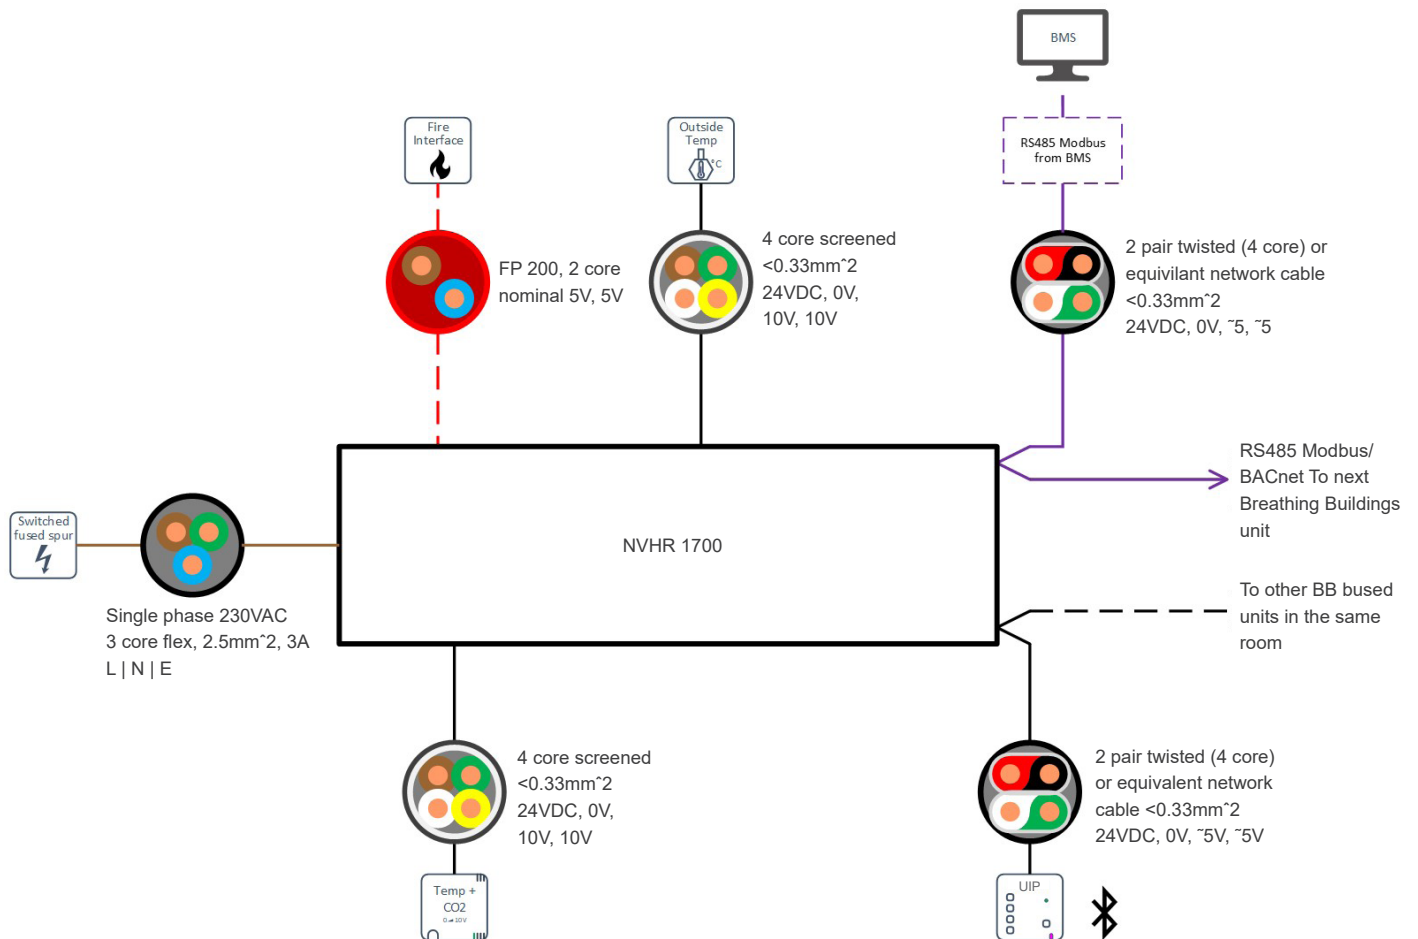 BMS
Fire
Interface
Outside
Temp
°C
RS485 Modbus
from BMS
FP 200, 2 core
nominal 5V, 5V
4 core screened
<0.33mm^2
24VDC, 0V,
10V, 10V
2 pair twisted (4 core) or
equivilant network cable
<0.33mm^2
24VDC, 0V, ~5, ~5
RS485 Modbus/
BACnet To next
Breathing Buildings
unit
Switched
fused spur
NVHR 1700
Single phase 230VAC
3 core flex, 2.5mm^2, 3A
L | N | E
To other BB bused
units in the same
room
4 core screened
<0.33mm^2
24VDC, 0V,
10V, 10V
2 pair twisted (4 core)
or equivalent network
cable <0.33mm^2
24VDC, 0V, ~5V, ~5V
Temp +
CO2
0 ⇌ 10V
UIP